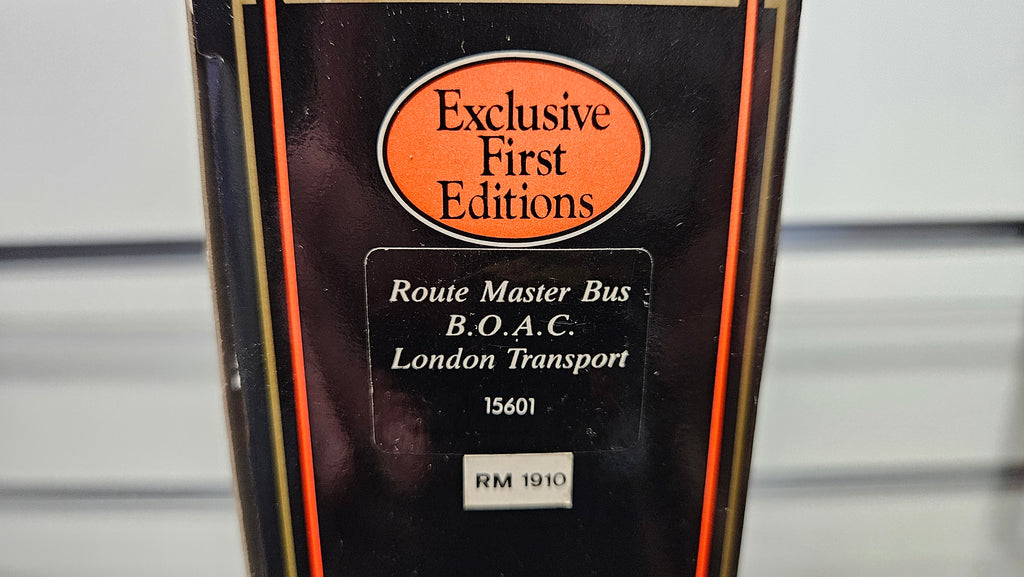 Exclusive
First
Editions
Route Master Bus
B.O.A.C.
London Transport
15601
RM 1910